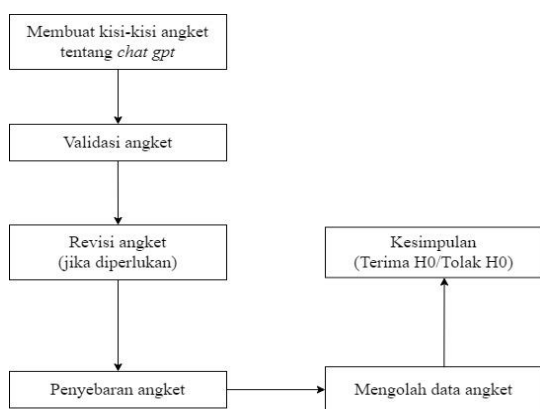 Membuat kisi-kisi angket
tentang chat gpt
Validasi angket
Revisi angket
(jika diperlukan)
Penyebaran angket
Mengolah data angket
Kesimpulan
(Terima H0/Tolak H0)